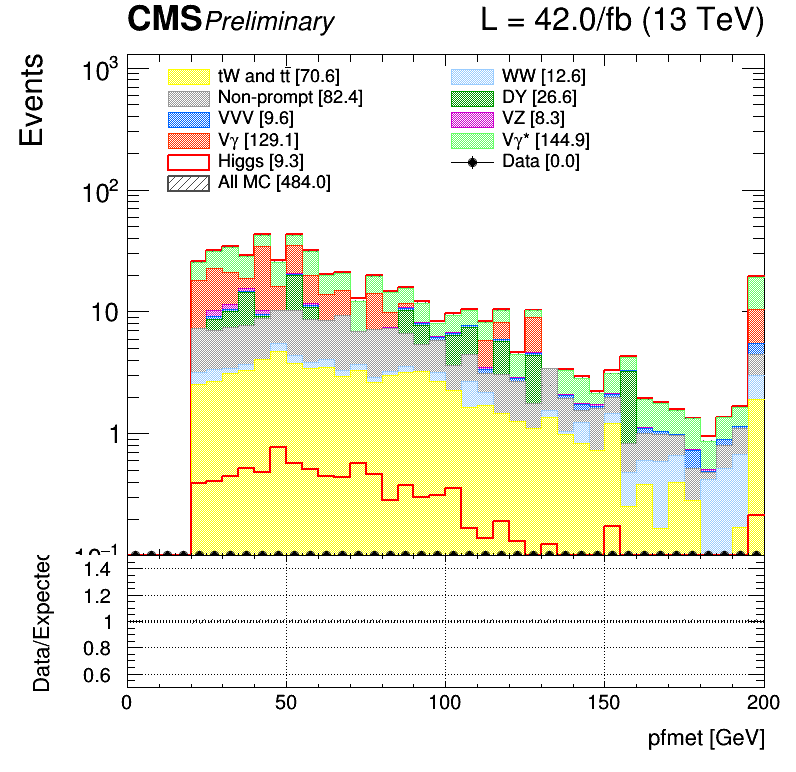 CMS Preliminary L = 42.0/fb (13 TeV)
Events
10³
10²
10
1
10⁻¹
tW and tt̄ [70.6]
Non-prompt [82.4]
VVV [9.6]
Vγ [129.1]
Higgs [9.3]
All MC [484.0]
WW [12.6]
DY [26.6]
VZ [8.3]
Vγ* [144.9]
Data [0.0]
Data/Expected
1.4
1.2
1
0.8
0.6
0 50 100 150 200
pfmet [GeV]